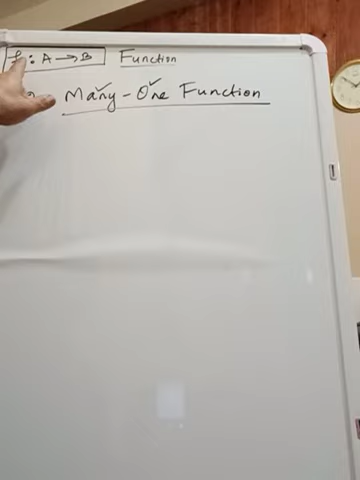 f : A → B Function
Many - One Function